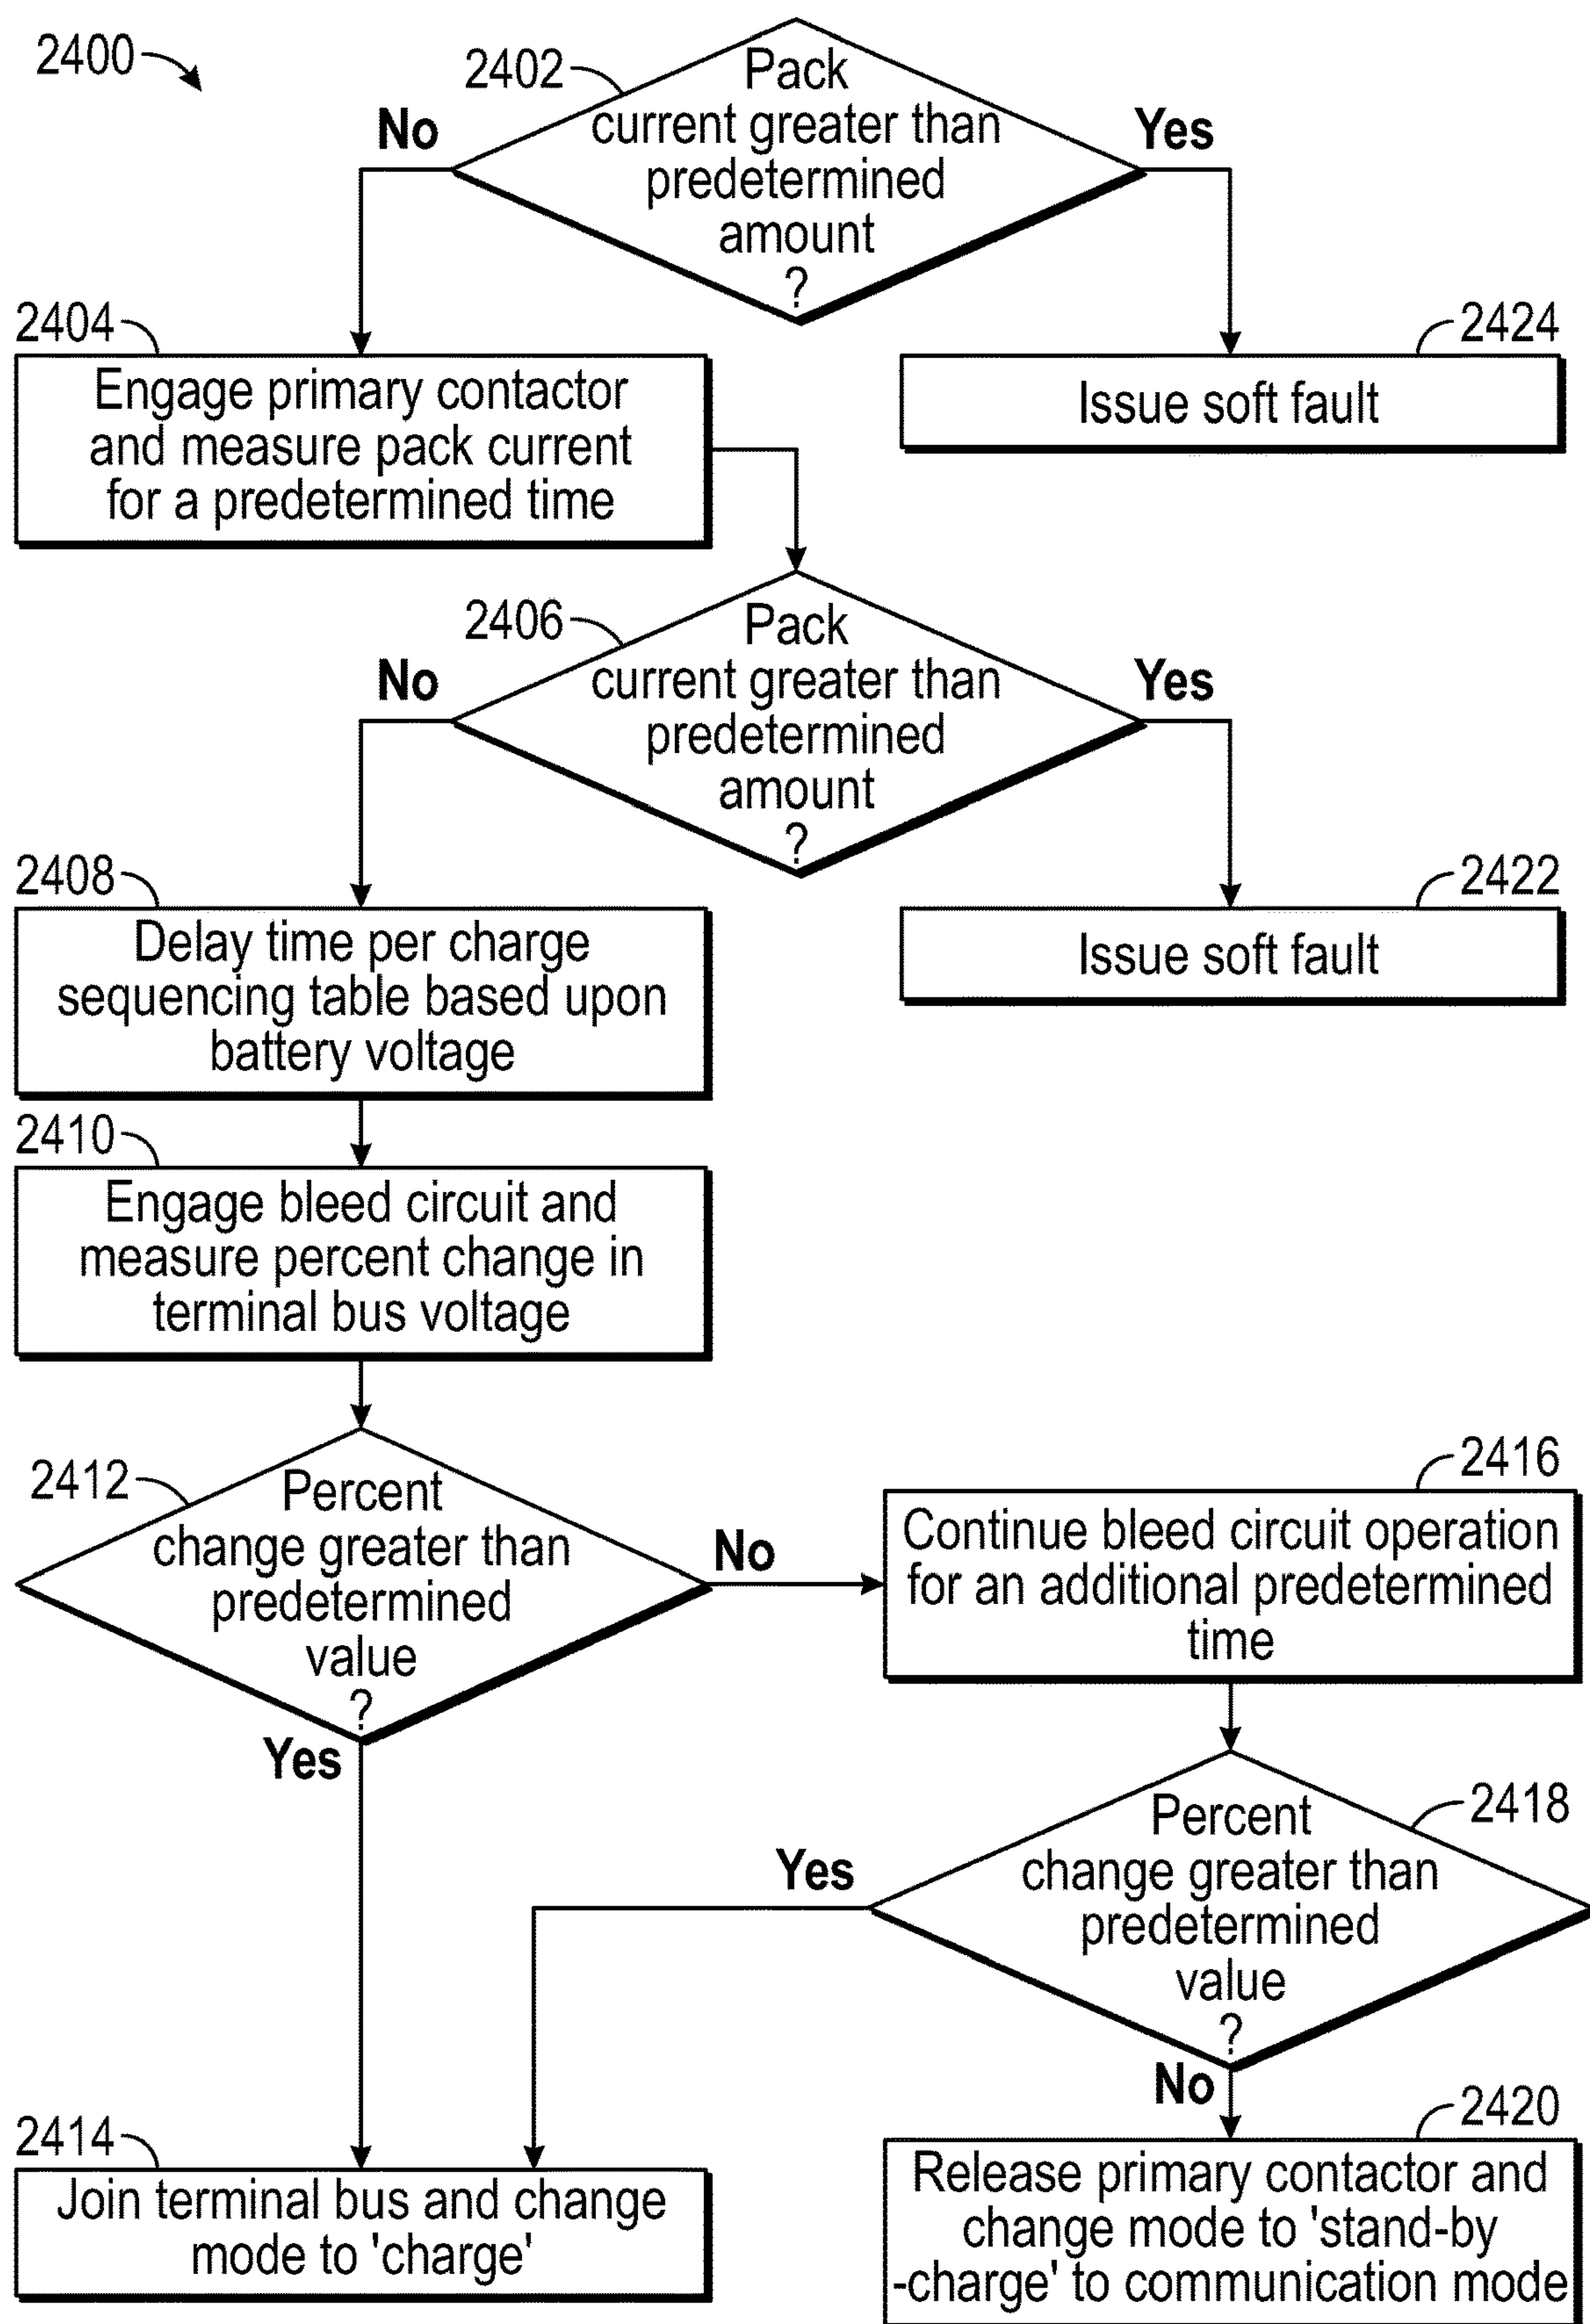 2400
2402
Pack
current greater than
predetermined
amount
?
No
Yes
2404
Engage primary contactor
and measure pack current
for a predetermined time
2424
Issue soft fault
2406
Pack
current greater than
predetermined
amount
?
No
Yes
2408
Delay time per charge
sequencing table based upon
battery voltage
2422
Issue soft fault
2410
Engage bleed circuit and
measure percent change in
terminal bus voltage
2412
Percent
change greater than
predetermined
value
?
No
Yes
2416
Continue bleed circuit operation
for an additional predetermined
time
2418
Percent
change greater than
predetermined
value
?
Yes
No
2414
Join terminal bus and change
mode to 'charge'
2420
Release primary contactor and
change mode to 'stand-by
-charge' to communication mode